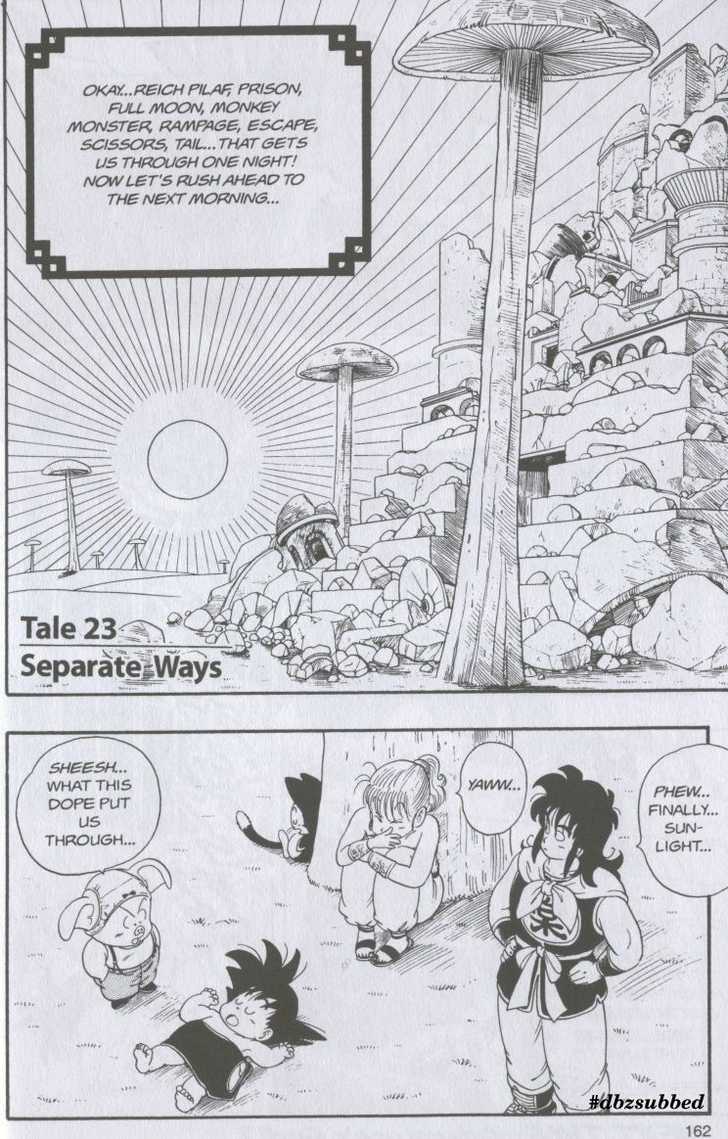 OKAY...REICH PILAF, PRISON,
FULL MOON, MONKEY
MONSTER, RAMPAGE, ESCAPE,
SCISSORS, TAIL...THAT GETS
US THROUGH ONE NIGHT!
NOW LET'S RUSH AHEAD TO
THE NEXT MORNING...
Tale 23
Separate Ways
SHEESH...
WHAT THIS
DOPE PUT
US
THROUGH...
YAWW...
PHEW...
FINALLY...
SUN-
LIGHT...
#dbzsubbed
162